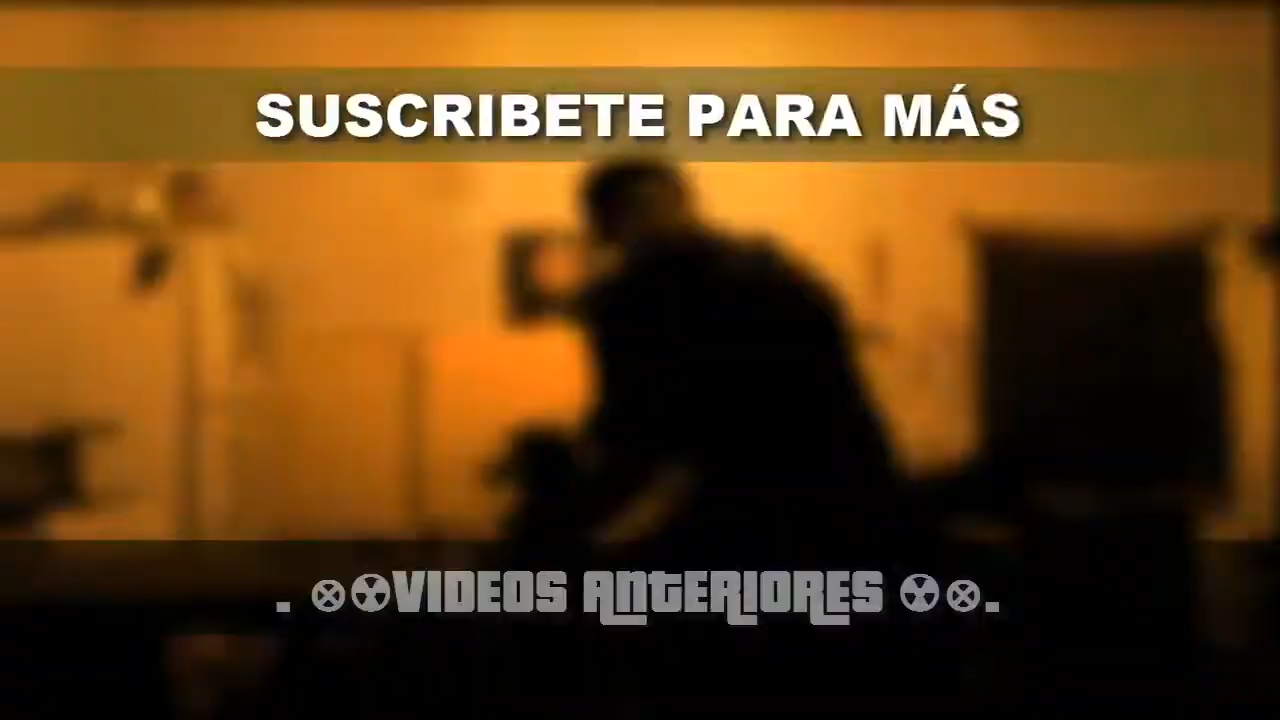 SUSCRIBETE PARA MÁS
. ⊗☢VIDEOS ANTERIORES ☢⊗.